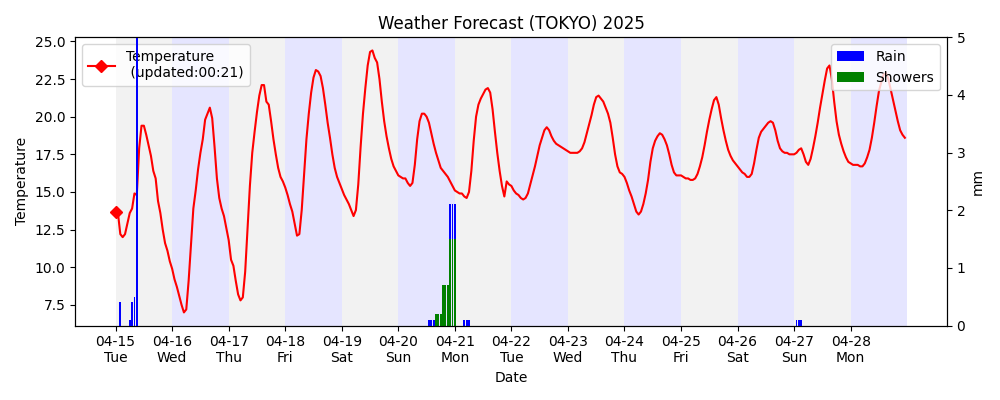 Weather Forecast (TOKYO) 2025
Temperature
(updated:00:21)
Rain
Showers
25.0
22.5
20.0
17.5
15.0
12.5
10.0
7.5
Temperature
5
4
3
2
1
0
mm
04-15 04-16 04-17 04-18 04-19 04-20 04-21 04-22 04-23 04-24 04-25 04-26 04-27 04-28
Tue Wed Thu Fri Sat Sun Mon Tue Wed Thu Fri Sat Sun Mon
Date